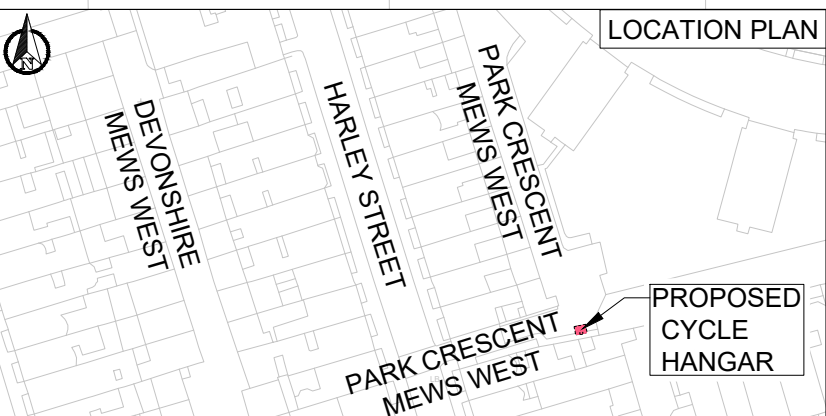 LOCATION PLAN
N
DEVONSHIRE
MEWS WEST
HARLEY STREET
PARK CRESCENT
MEWS WEST
PARK CRESCENT
MEWS WEST
PROPOSED
CYCLE
HANGAR